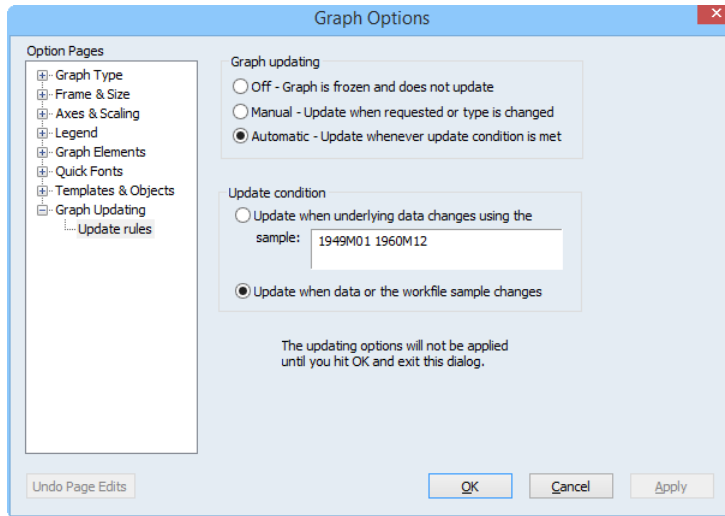 Graph Options
Option Pages
Graph Type
Frame & Size
Axes & Scaling
Legend
Graph Elements
Quick Fonts
Templates & Objects
Graph Updating
Update rules
Graph updating
Off - Graph is frozen and does not update
Manual - Update when requested or type is changed
Automatic - Update whenever update condition is met
Update condition
Update when underlying data changes using the
sample:
1949M01 1960M12
Update when data or the workfile sample changes
The updating options will not be applied
until you hit OK and exit this dialog.
Undo Page Edits
OK
Cancel
Apply